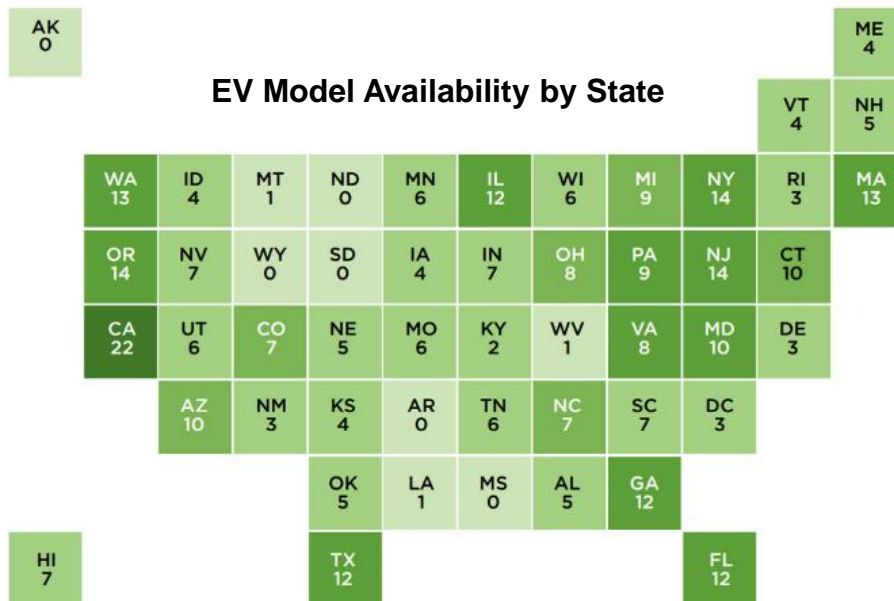 AK
0
ME
4
EV Model Availability by State
VT
4
NH
5
WA
13
ID
4
MT
1
ND
0
MN
6
IL
12
WI
6
MI
9
NY
14
RI
3
MA
13
OR
14
NV
7
WY
0
SD
0
IA
4
IN
7
OH
8
PA
9
NJ
14
CT
10
CA
22
UT
6
CO
7
NE
5
MO
6
KY
2
WV
1
VA
8
MD
10
DE
3
AZ
10
NM
3
KS
4
AR
0
TN
6
NC
7
SC
7
DC
3
OK
5
LA
1
MS
0
AL
5
GA
12
HI
7
TX
12
FL
12